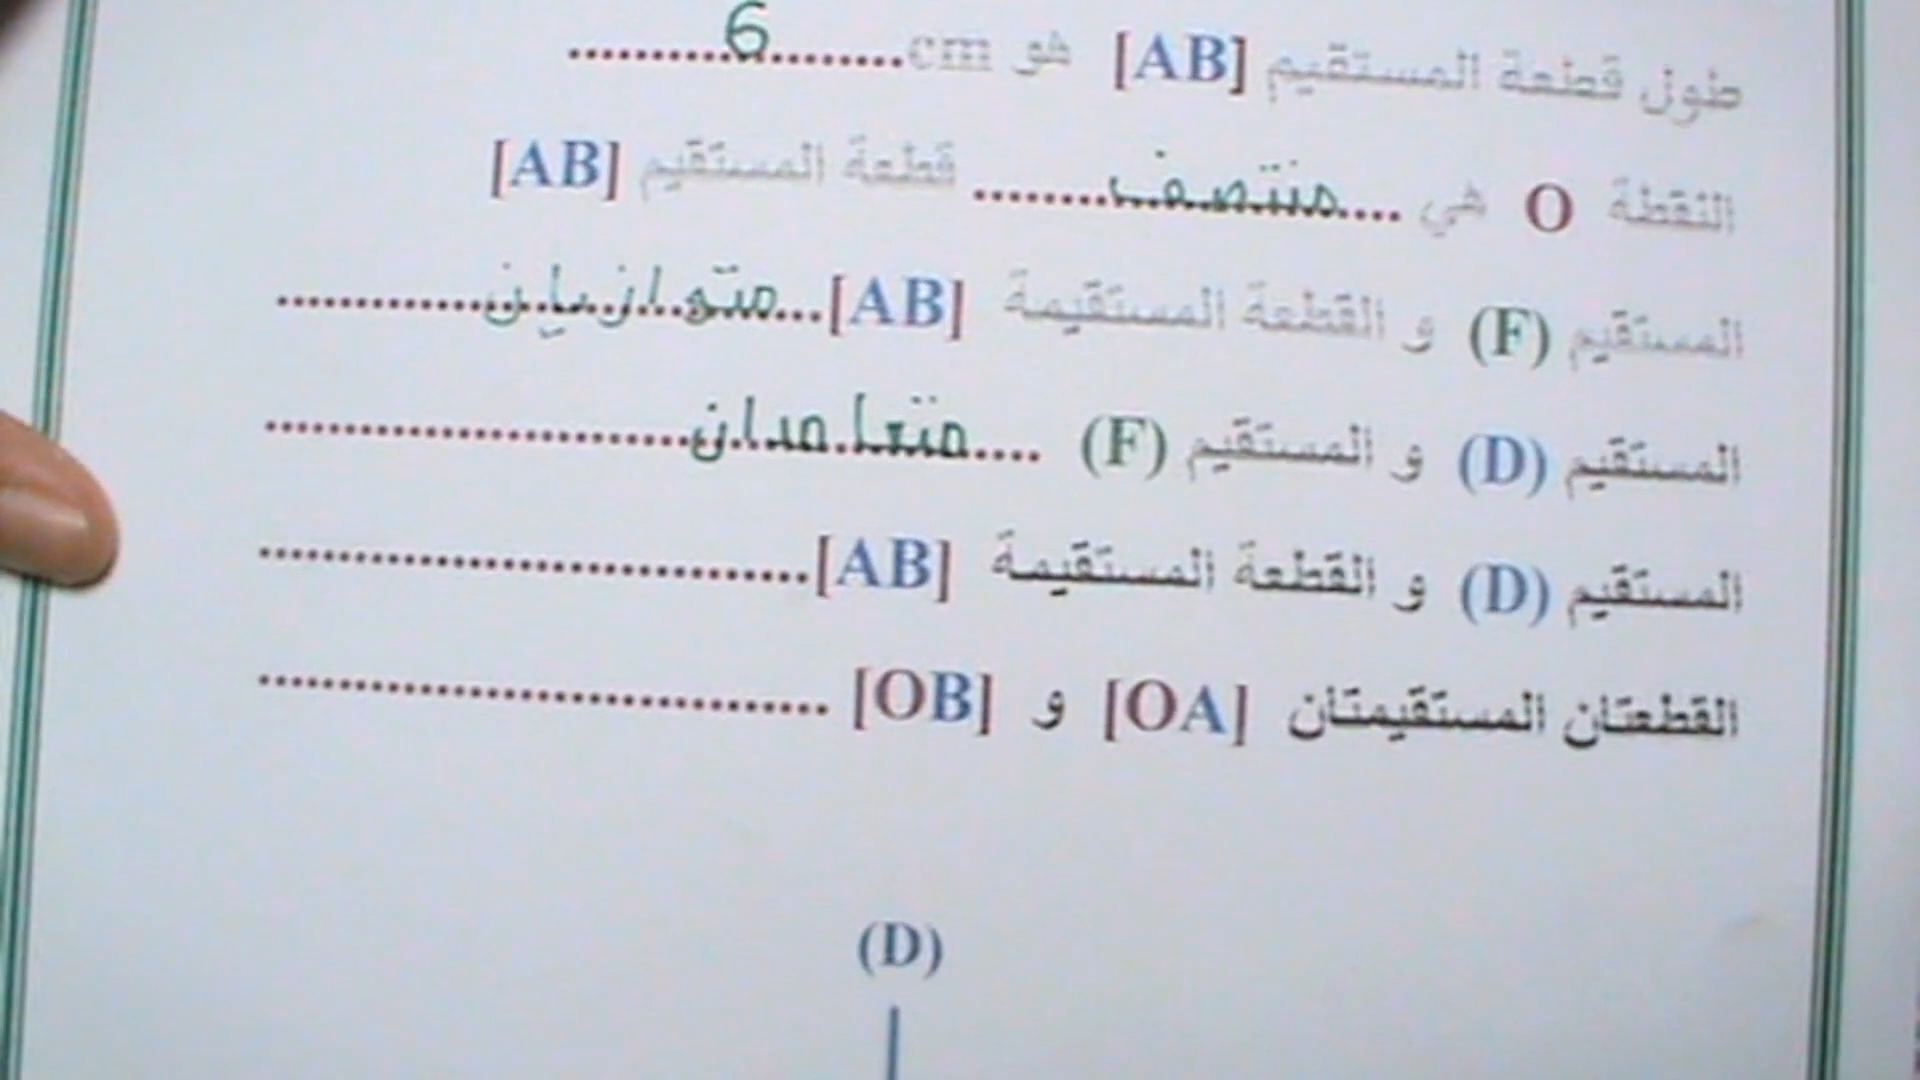 طول قطعة المستقيم [AB] هو cm.........6..........
النقطة O هي ....منتصف........ قطعة المستقيم [AB]
المستقيم (F) و القطعة المستقيمة [AB]...متوازيان..........
المستقيم (D) و المستقيم (F) ....متعامدان....................
المستقيم (D) و القطعة المستقيمة [AB]...................................
القطعتان المستقيمتان [OA] و [OB] ....................................
(D)